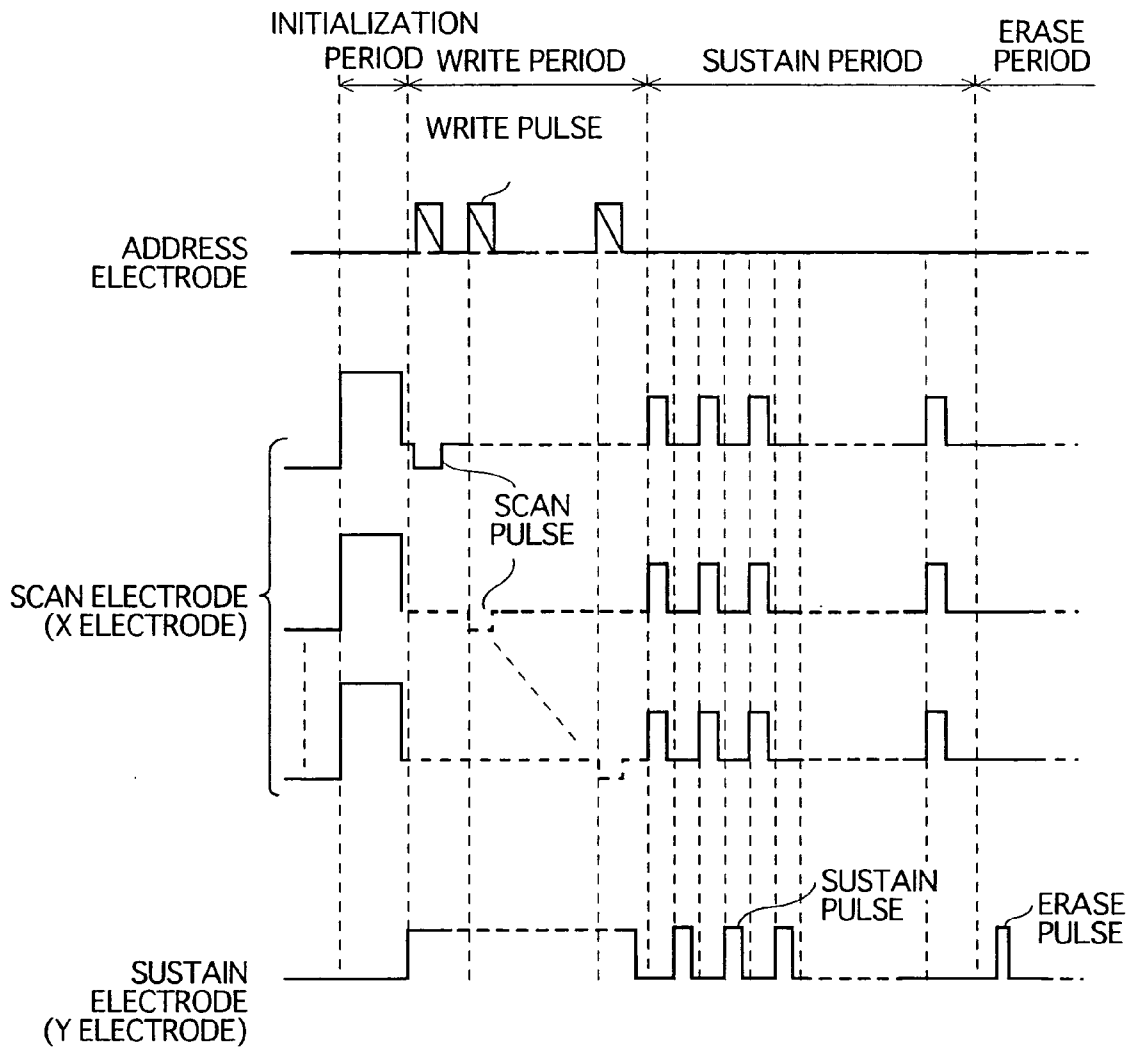 INITIALIZATION
PERIOD
WRITE PERIOD
SUSTAIN PERIOD
ERASE
PERIOD
WRITE PULSE
ADDRESS
ELECTRODE
SCAN
PULSE
SCAN ELECTRODE
(X ELECTRODE)
SUSTAIN
PULSE
ERASE
PULSE
SUSTAIN
ELECTRODE
(Y ELECTRODE)